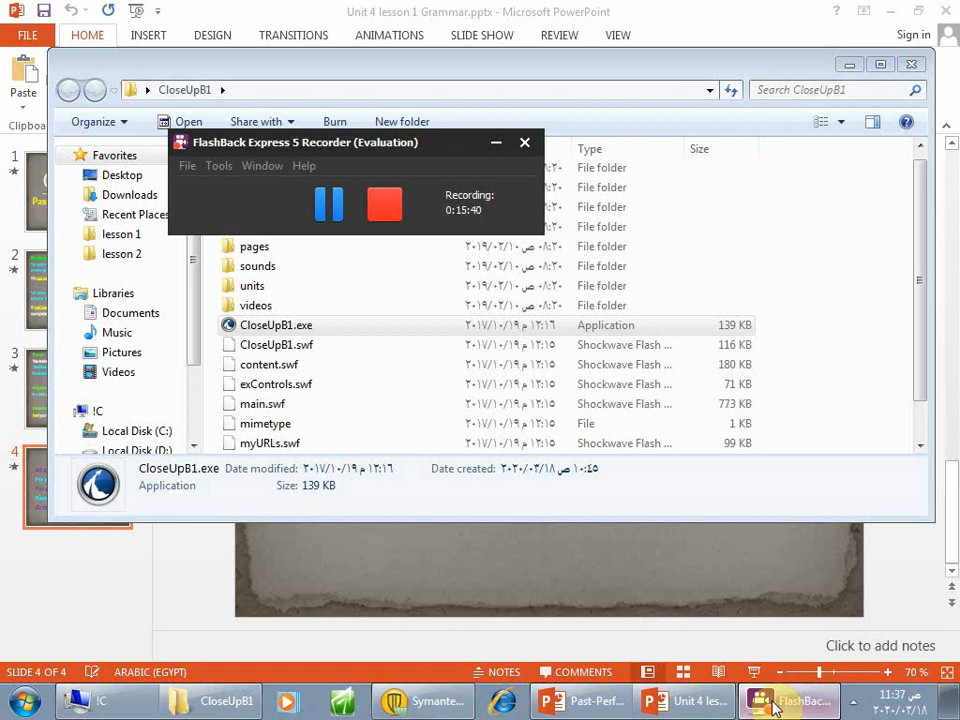 Unit 4 lesson 1 Grammar.pptx - Microsoft PowerPoint
FILE HOME INSERT DESIGN TRANSITIONS ANIMATIONS SLIDE SHOW REVIEW VIEW Sign in
Paste
Clipboa
CloseUpB1
Search CloseUpB1
Organize Open Share with Burn New folder
FlashBack Express 5 Recorder (Evaluation)
File Tools Window Help
Recording:
0:15:40
Type Size
Favorites
Desktop
Downloads
Recent Places
lesson 1
lesson 2
Libraries
Documents
Music
Pictures
Videos
!C
Local Disk (C:)
Local Disk (D:)
File folder
File folder
File folder
File folder
pages ٢٠١٩/٠٢/١٠ ص ٠٨:٢٠ File folder
sounds ٢٠١٩/٠٢/١٠ ص ٠٨:٢٠ File folder
units ٢٠١٩/٠٢/١٠ ص ٠٨:٢٠ File folder
videos ٢٠١٩/٠٢/١٠ ص ٠٨:٢٠ File folder
CloseUpB1.exe ٢٠١٧/١٠/١٩ م ١٢:١٦ Application 139 KB
CloseUpB1.swf ٢٠١٧/١٠/١٩ م ١٢:١٥ Shockwave Flash ... 116 KB
content.swf ٢٠١٧/١٠/١٩ م ١٢:١٥ Shockwave Flash ... 180 KB
exControls.swf ٢٠١٧/١٠/١٩ م ١٢:١٥ Shockwave Flash ... 71 KB
main.swf ٢٠١٧/١٠/١٩ م ١٢:١٥ Shockwave Flash ... 773 KB
mimetype ٢٠١٧/١٠/١٩ م ١٢:١٥ File 1 KB
myURLs.swf ٢٠١٧/١٠/١٩ م ١٢:١٥ Shockwave Flash ... 99 KB
CloseUpB1.exe Date modified: ٢٠١٧/١٠/١٩ م ١٢:١٦ Date created: ٢٠٢٠/٠٣/١٨ ص ١٠:٤٥
Application Size: 139 KB
1
2
3
4
Click to add notes
SLIDE 4 OF 4 ARABIC (EGYPT) NOTES COMMENTS 70 %
!C CloseUpB1 Symante... Past-Perf... Unit 4 les... FlashBac...
11:37 ص
٢٠٢٠/٠٣/١٨